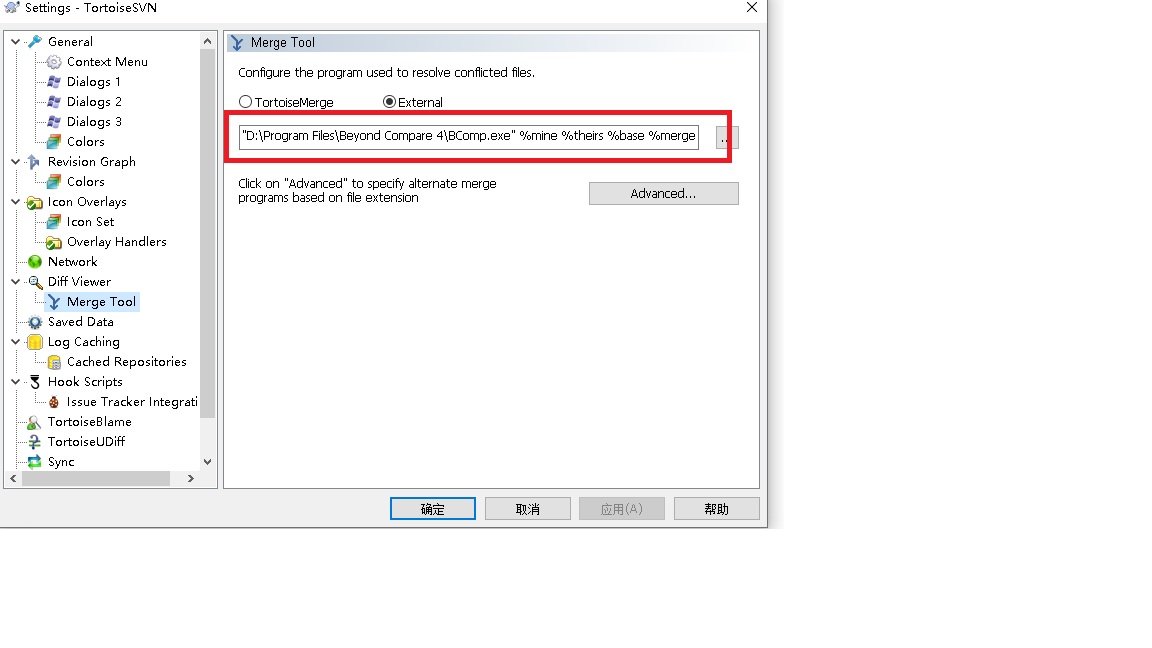 Settings - TortoiseSVN
General
Context Menu
Dialogs 1
Dialogs 2
Dialogs 3
Colors
Revision Graph
Colors
Icon Overlays
Icon Set
Overlay Handlers
Network
Diff Viewer
Merge Tool
Saved Data
Log Caching
Cached Repositories
Hook Scripts
Issue Tracker Integrati
TortoiseBlame
TortoiseUDiff
Sync
Merge Tool
Configure the program used to resolve conflicted files.
TortoiseMerge
External
"D:\Program Files\Beyond Compare 4\BComp.exe" %mine %theirs %base %merge
...
Click on "Advanced" to specify alternate merge
programs based on file extension
Advanced...
确定
取消
应用(A)
帮助